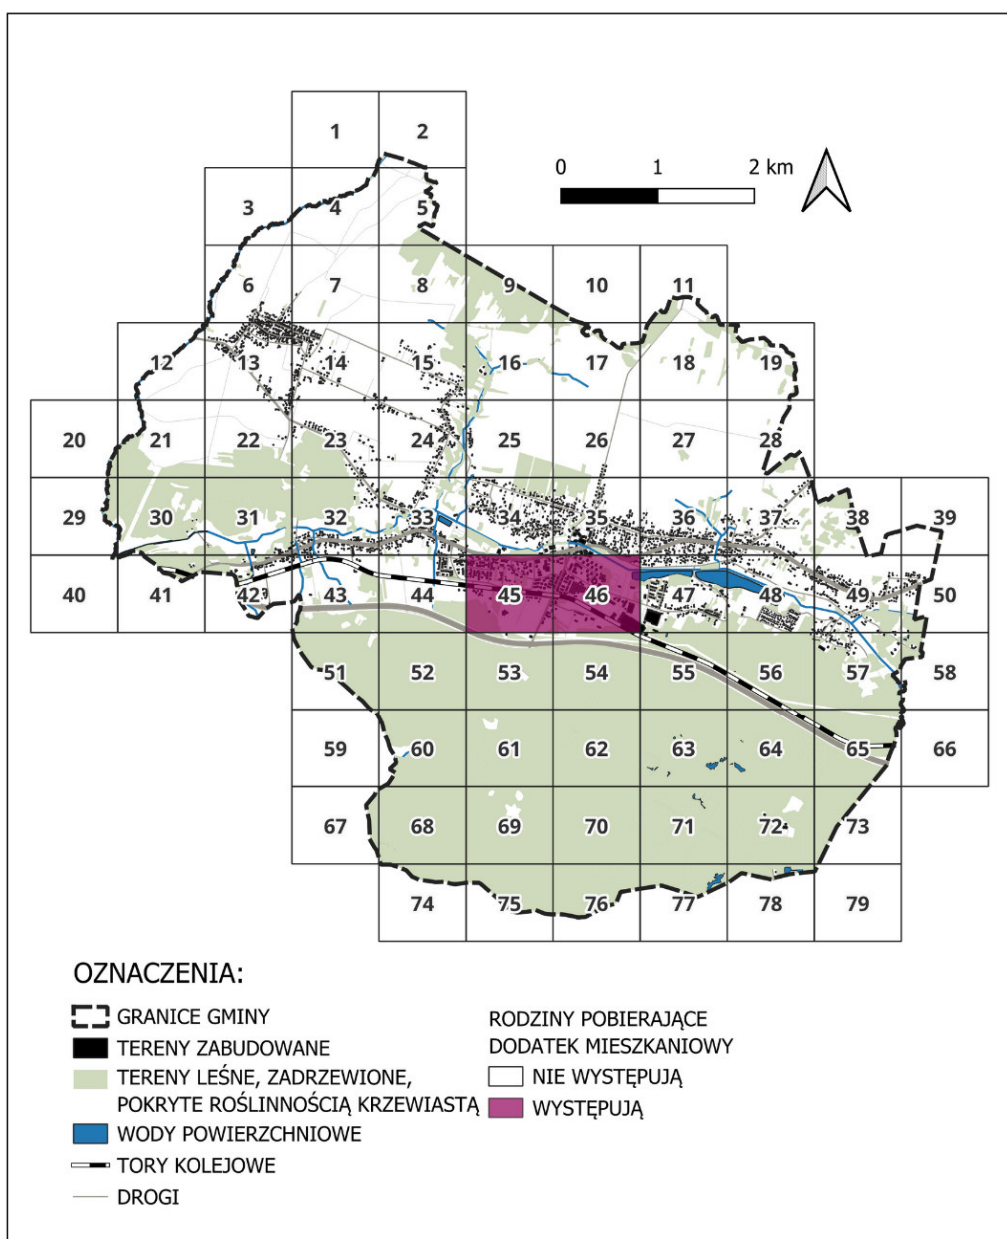 1 2
0 1 2 km
3 4 5
6 7 8 9 10 11
12 13 14 15 16 17 18 19
20 21 22 23 24 25 26 27 28
29 30 31 32 33 34 35 36 37 38 39
40 41 42 43 44 45 46 47 48 49 50
51 52 53 54 55 56 57 58
59 60 61 62 63 64 65 66
67 68 69 70 71 72 73
74 75 76 77 78 79
OZNACZENIA:
GRANICE GMINY
TERENY ZABUDOWANE
TERENY LEŚNE, ZADRZEWIONE,
POKRYTE ROŚLINNOŚCIĄ KRZEWIASTĄ
WODY POWIERZCHNIOWE
TORY KOLEJOWE
DROGI
RODZINY POBIERAJĄCE
DODATEK MIESZKANIOWY
NIE WYSTĘPUJĄ
WYSTĘPUJĄ